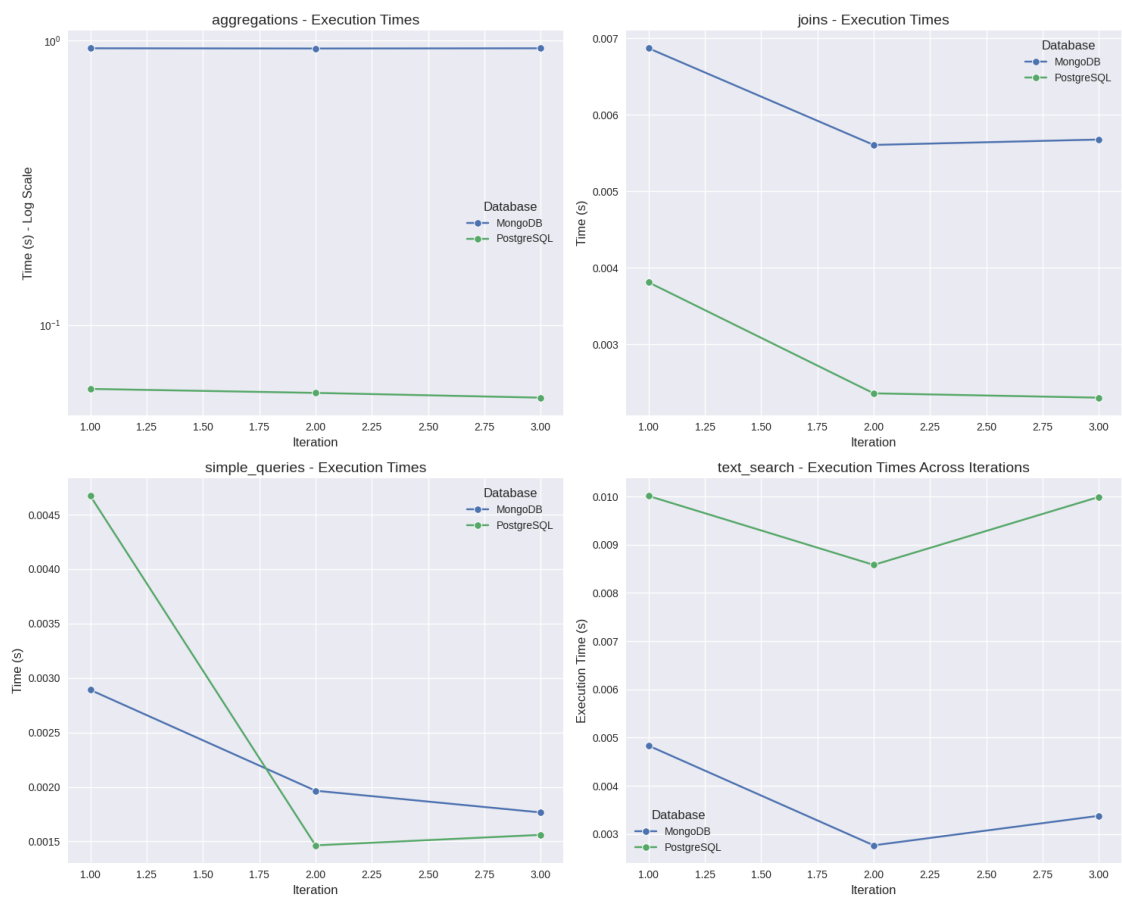 aggregations - Execution Times
10⁰
10⁻¹
Time (s) - Log Scale
Database
MongoDB
PostgreSQL
1.00 1.25 1.50 1.75 2.00 2.25 2.50 2.75 3.00
Iteration
joins - Execution Times
0.007
0.006
0.005
0.004
0.003
Time (s)
Database
MongoDB
PostgreSQL
1.00 1.25 1.50 1.75 2.00 2.25 2.50 2.75 3.00
Iteration
simple_queries - Execution Times
0.0045
0.0040
0.0035
0.0030
0.0025
0.0020
0.0015
Time (s)
Database
MongoDB
PostgreSQL
1.00 1.25 1.50 1.75 2.00 2.25 2.50 2.75 3.00
Iteration
text_search - Execution Times Across Iterations
0.010
0.009
0.008
0.007
0.006
0.005
0.004
0.003
Execution Time (s)
Database
MongoDB
PostgreSQL
1.00 1.25 1.50 1.75 2.00 2.25 2.50 2.75 3.00
Iteration